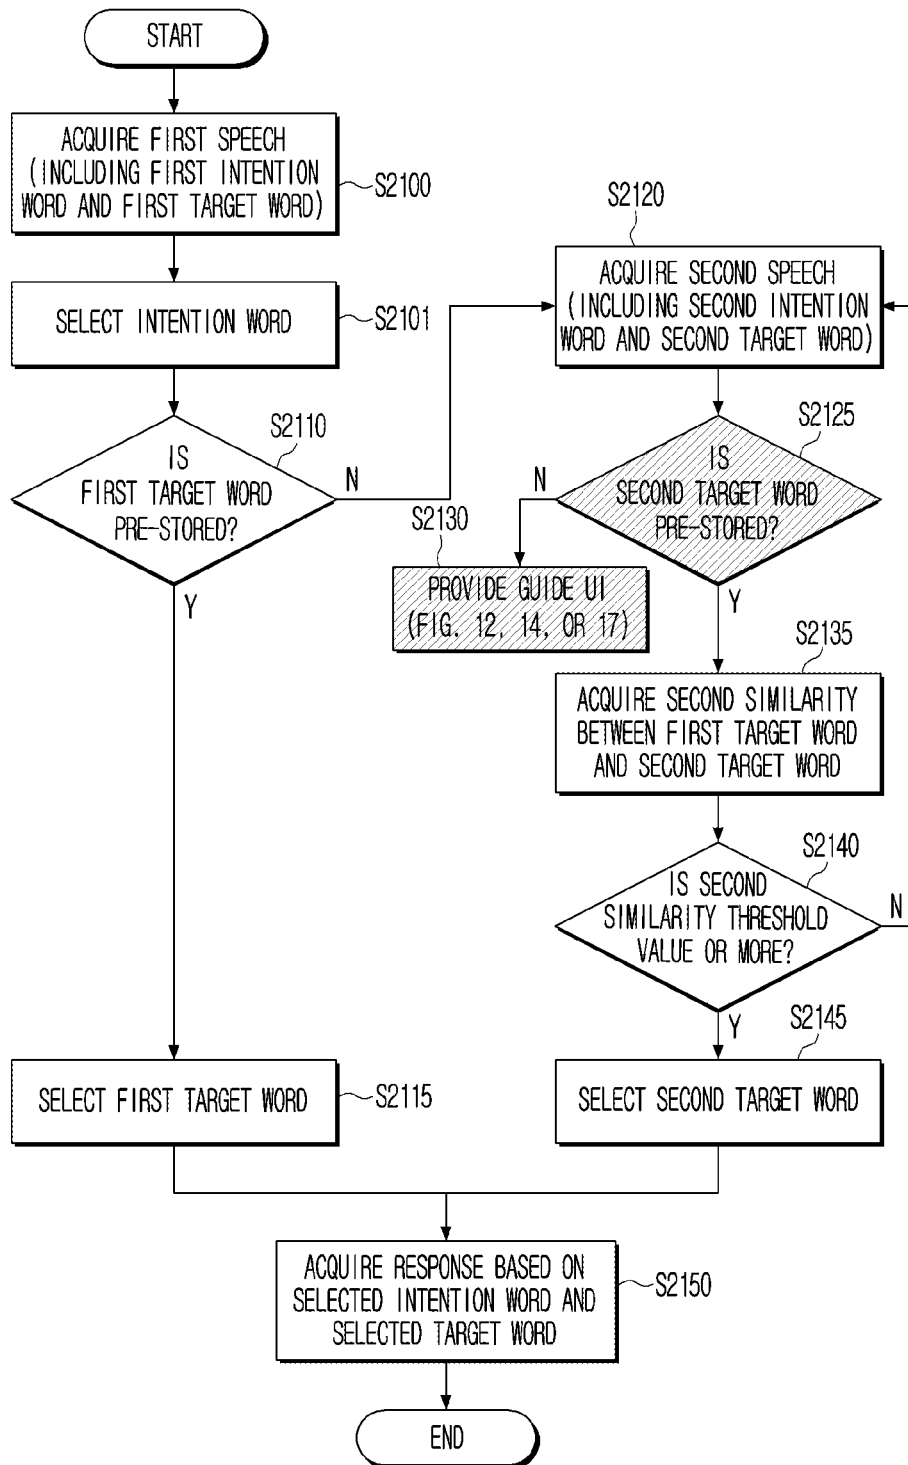 START
ACQUIRE FIRST SPEECH
(INCLUDING FIRST INTENTION
WORD AND FIRST TARGET WORD)
S2100
SELECT INTENTION WORD
S2101
S2110
IS
FIRST TARGET WORD
PRE-STORED?
N
Y
S2120
ACQUIRE SECOND SPEECH
(INCLUDING SECOND INTENTION
WORD AND SECOND TARGET WORD)
S2125
IS
SECOND TARGET WORD
PRE-STORED?
N
Y
S2130
PROVIDE GUIDE UI
(FIG. 12, 14, OR 17)
S2135
ACQUIRE SECOND SIMILARITY
BETWEEN FIRST TARGET WORD
AND SECOND TARGET WORD
S2140
IS SECOND
SIMILARITY THRESHOLD
VALUE OR MORE?
N
Y
SELECT FIRST TARGET WORD
S2115
S2145
SELECT SECOND TARGET WORD
ACQUIRE RESPONSE BASED ON
SELECTED INTENTION WORD AND
SELECTED TARGET WORD
S2150
END